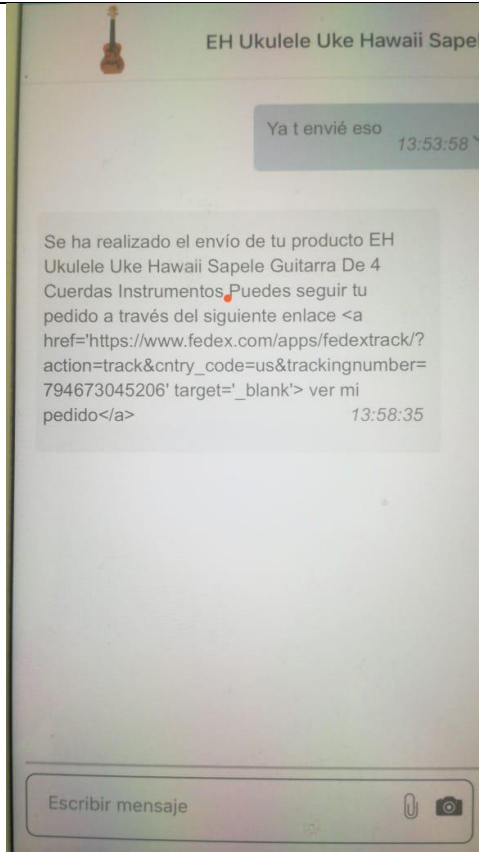 EH Ukulele Uke Hawaii Sapel
Ya t envié eso
13:53:58
Se ha realizado el envío de tu producto EH
Ukulele Uke Hawaii Sapele Guitarra De 4
Cuerdas Instrumentos.Puedes seguir tu
pedido a través del siguiente enlace <a
href='https://www.fedex.com/apps/fedextrack/?
action=track&cntry_code=us&trackingnumber=
794673045206' target='_blank'> ver mi
pedido</a>
13:58:35
Escribir mensaje